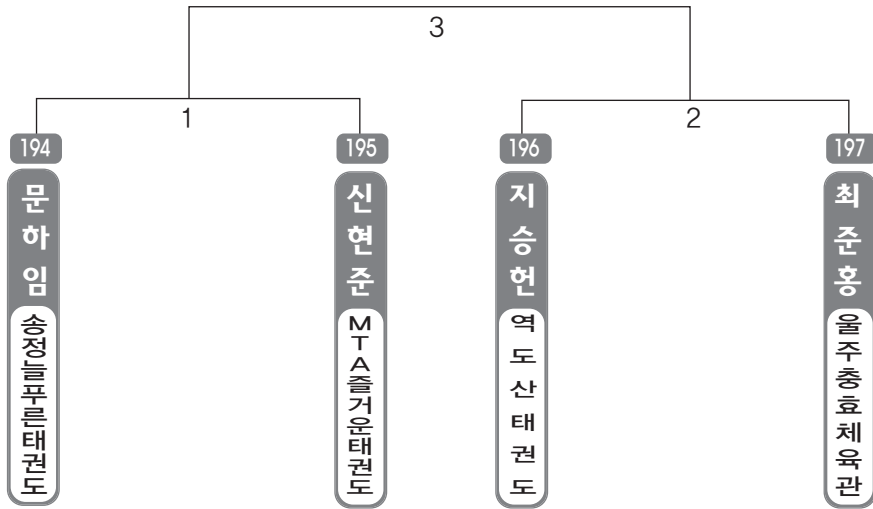 3
1
2
194
문하임
송정늘푸른태권도
195
신현준
MTA즐거운태권도
196
지승헌
역도산태권도
197
최준홍
울주충효체육관